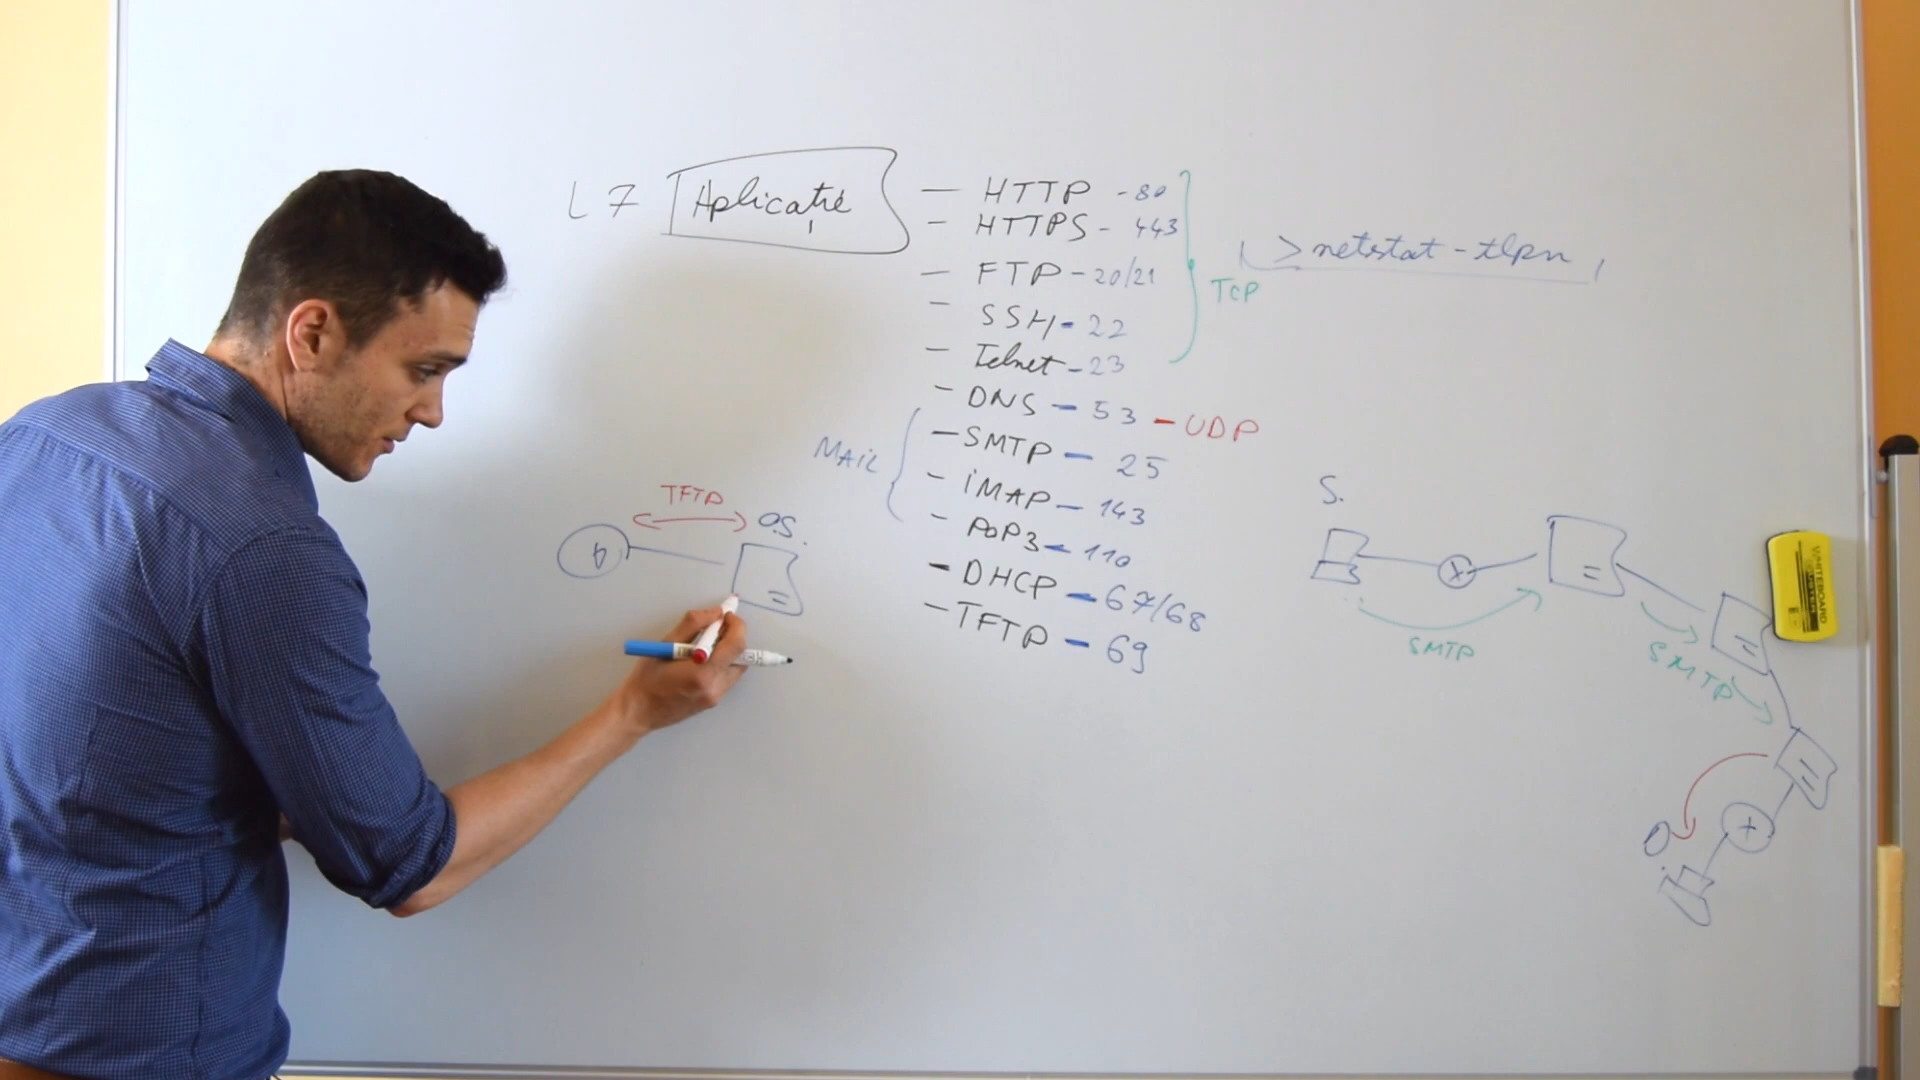 L7 Aplicație
- HTTP - 80
- HTTPS - 443
- FTP - 20/21
- SSH - 22
- Telnet - 23
TCP
> netstat -tlpn
- DNS - 53 - UDP
MAIL
- SMTP - 25
- iMAP - 143
- POP3 - 110
- DHCP - 67/68
- TFTP - 69
TFTP
O.S.
S.
SMTP
SMTP
D.
WHITEBOARD